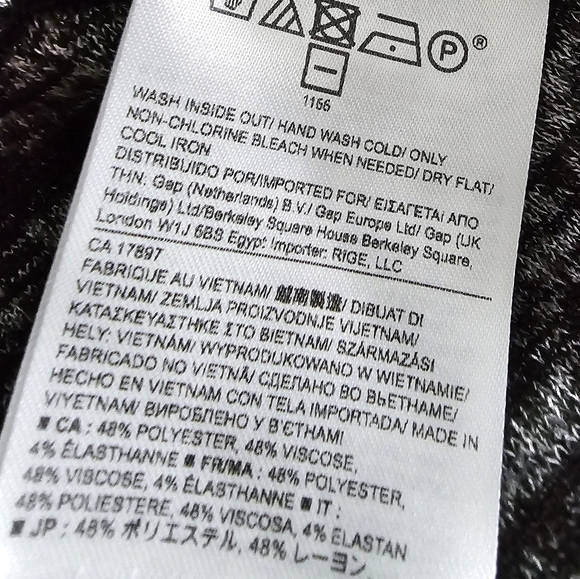 P ®
1166
WASH INSIDE OUT/ HAND WASH COLD/ ONLY
NON-CHLORINE BLEACH WHEN NEEDED/ DRY FLAT/
COOL IRON
DISTRIBUIDO POR/IMPORTED FOR/ ΕΙΣΑΓΕΤΑΙ ΑΠΟ
THN. Gap (Netherlands) B.V./ Gap Europe Ltd/ Gap (UK
Holdings) Ltd/Berkeley Square House Berkeley Square,
London W1J 6BS Egypt Importer: RIGE, LLC
CA 17897
FABRIQUÉ AU VIETNAM/ 越南製造/ DIBUAT DI
VIETNAM/ ZEMLJA PROIZVODNJE VIJETNAM/
ΚΑΤΑΣΚΕΥΑΣΤΗΚΕ ΣΤΟ ΒΙΕΤΝΑΜ/ SZÁRMAZÁSI
HELY: VIETNÁM/ WYPRODUKOWANO W WIETNAMIE/
FABRICADO NO VIETNÃ/ СДЕЛАНО ВО ВЬЕТНАМЕ/
HECHO EN VIETNAM CON TELA IMPORTADA/ MADE IN
VIYETNAM/ ВИРОБЛЕНО У В'ЄТНАМІ
■ CA : 48% POLYESTER, 48% VISCOSE,
4% ÉLASTHANNE ■ FR/MA : 48% POLYESTER,
48% VISCOSE, 4% ÉLASTHANNE ■ IT :
48% POLIESTERE, 48% VISCOSA, 4% ELASTAN
■ JP : 48% ポリエステル, 48% レーヨン,